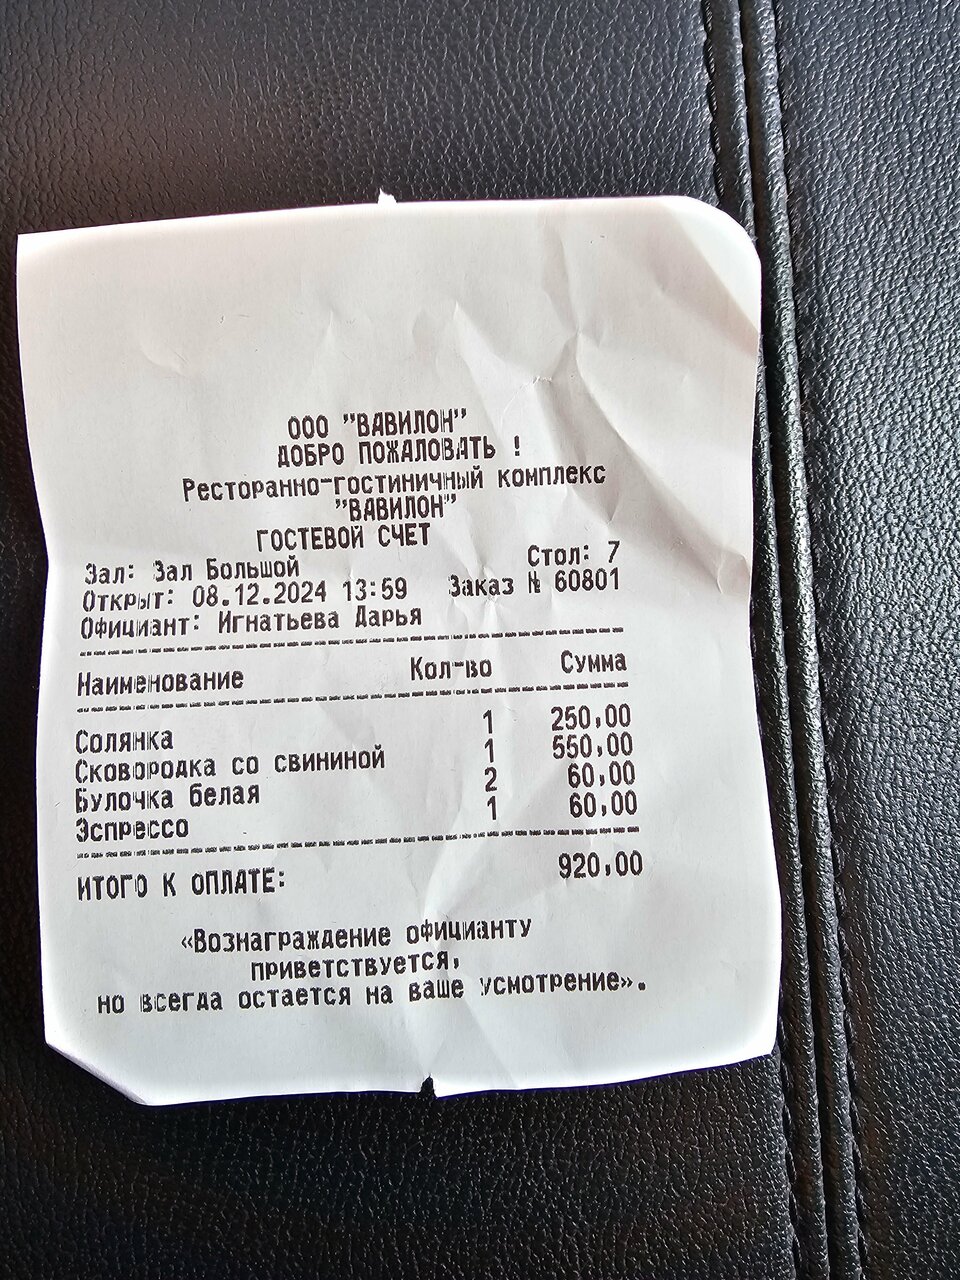 ООО "ВАВИЛОН"
ДОБРО ПОЖАЛОВАТЬ !
Ресторанно-гостиничный комплекс
"ВАВИЛОН"
ГОСТЕВОЙ СЧЕТ
Зал: Зал Большой Стол: 7
Открыт: 08.12.2024 13:59 Заказ № 60801
Официант: Игнатьева Дарья
Наименование Кол-во Сумма
Солянка 1 250,00
Сковородка со свининой 1 550,00
Булочка белая 2 60,00
Эспрессо 1 60,00
ИТОГО К ОПЛАТЕ: 920,00
«Вознаграждение официанту
приветствуется,
но всегда остается на ваше усмотрение».